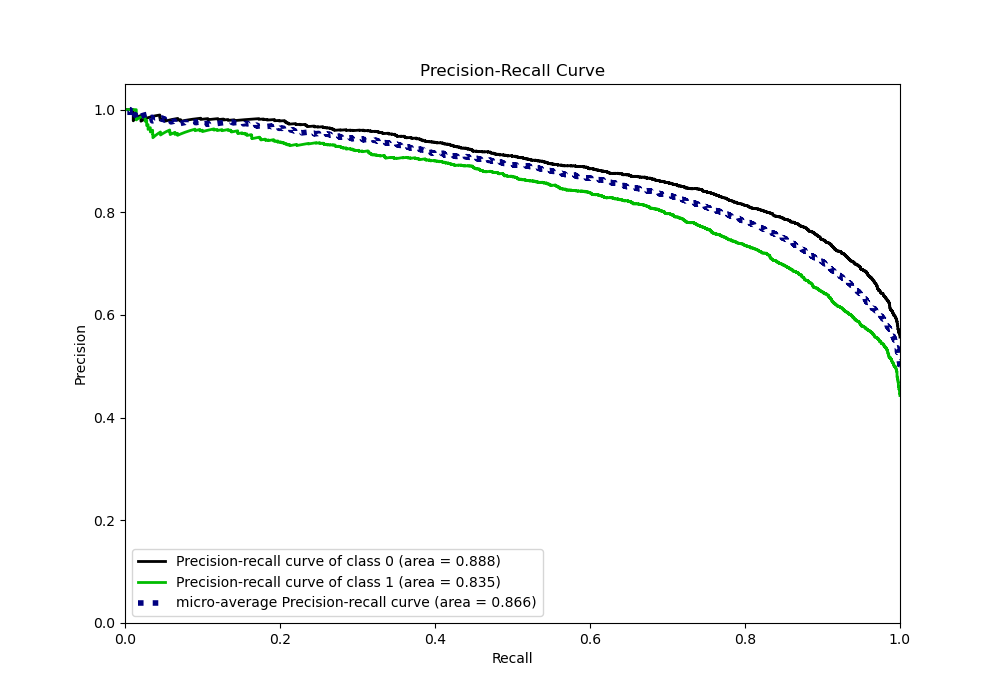 Precision-Recall Curve
1.0
0.8
0.6
0.4
0.2
0.0
Precision
Precision-recall curve of class 0 (area = 0.888)
Precision-recall curve of class 1 (area = 0.835)
micro-average Precision-recall curve (area = 0.866)
0.0 0.2 0.4 0.6 0.8 1.0
Recall